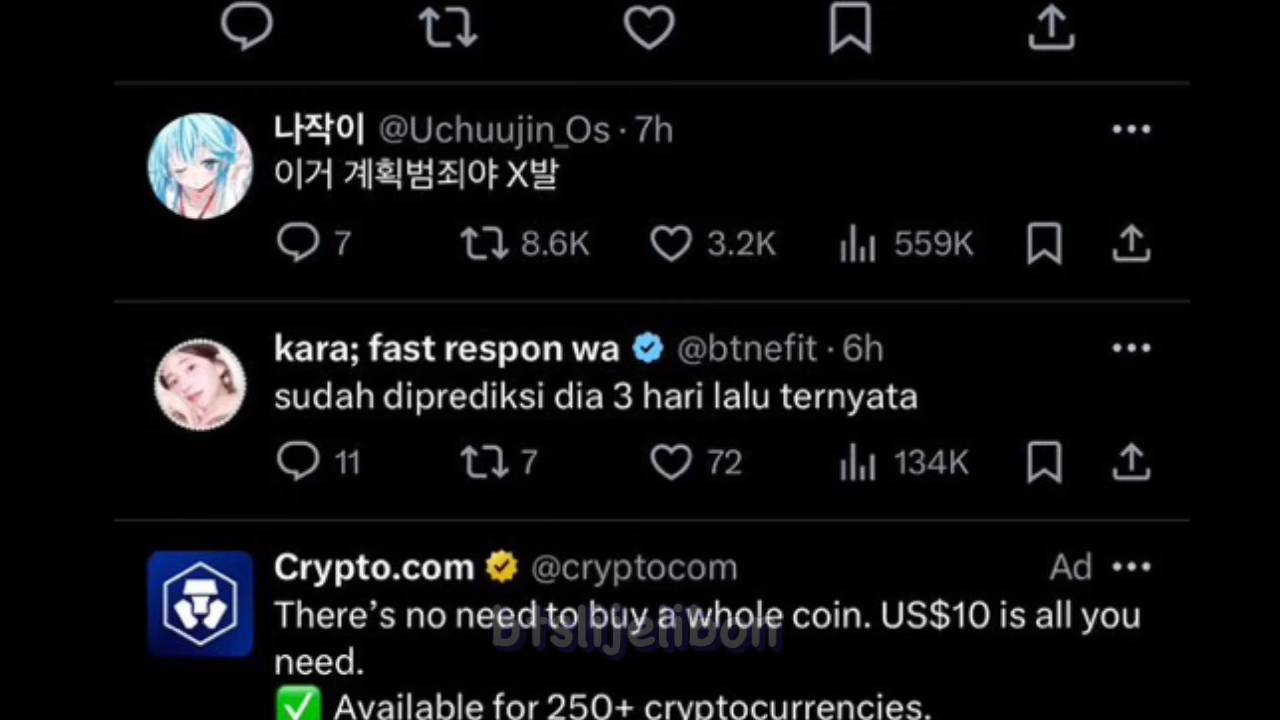 나작이 @Uchuujin_Os · 7h
이거 계획범죄야 X발
7 8.6K 3.2K 559K
kara; fast respon wa @btnefit · 6h
sudah diprediksi dia 3 hari lalu ternyata
11 7 72 134K
Crypto.com @cryptocom Ad
There's no need to buy a whole coin. US$10 is all you
need.
✅ Available for 250+ cryptocurrencies.